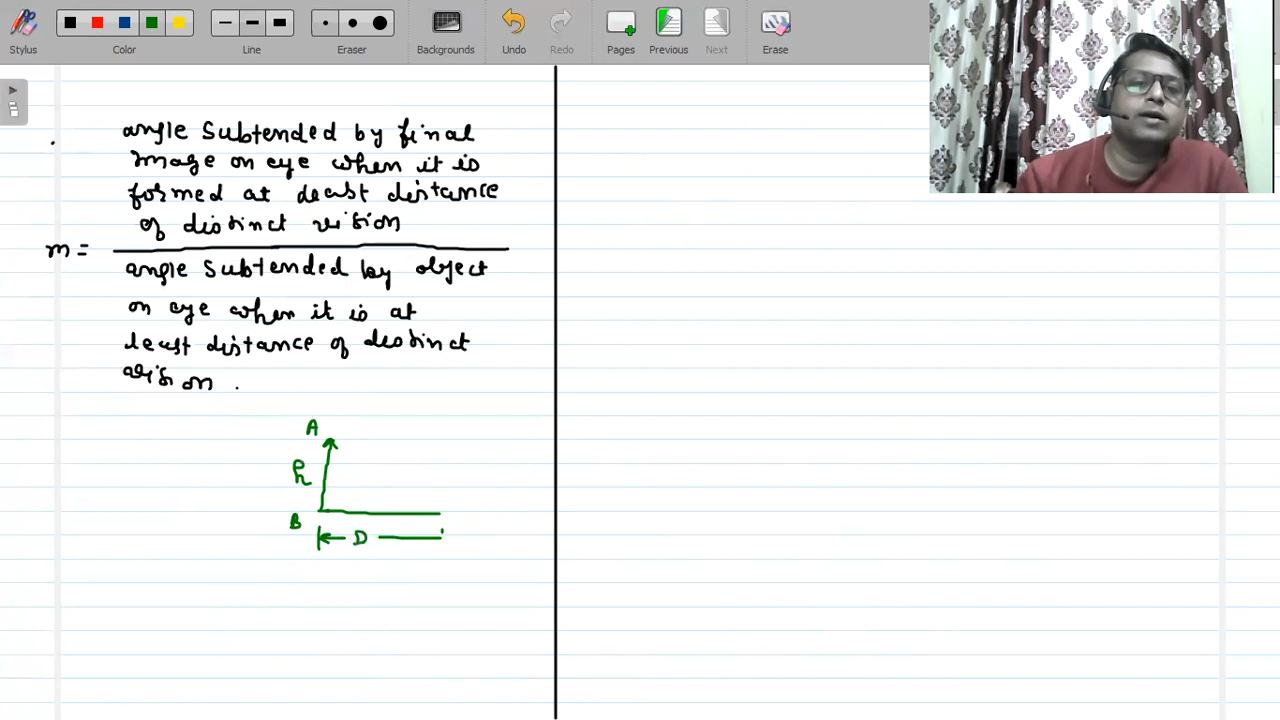 Stylus
Color
Line
Eraser
Backgrounds
Undo
Redo
Pages
Previous
Next
Erase
angle Subtended by final
Image on eye when it is
formed at least distance
of distinct vision
m =
angle Subtended by object
on eye when it is at
least distance of distinct
vision .
A
h
B
D